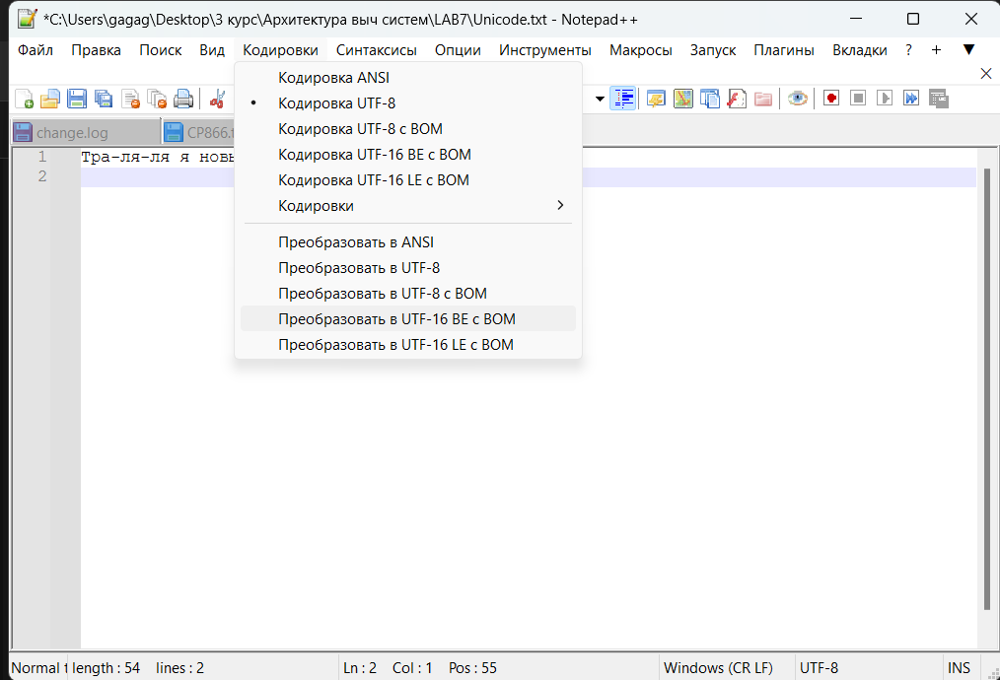 *C:\Users\gagag\Desktop\3 курс\Архитектура выч систем\LAB7\Unicode.txt - Notepad++
Файл Правка Поиск Вид Кодировки Синтаксисы Опции Инструменты Макросы Запуск Плагины Вкладки ? +
Кодировка ANSI
Кодировка UTF-8
Кодировка UTF-8 с BOM
Кодировка UTF-16 BE с BOM
Кодировка UTF-16 LE с BOM
Кодировки
Преобразовать в ANSI
Преобразовать в UTF-8
Преобразовать в UTF-8 с BOM
Преобразовать в UTF-16 BE с BOM
Преобразовать в UTF-16 LE с BOM
change.log CP866.
1 Тра-ля-ля я
2
Normal length : 54 lines : 2 Ln : 2 Col : 1 Pos : 55 Windows (CR LF) UTF-8 INS